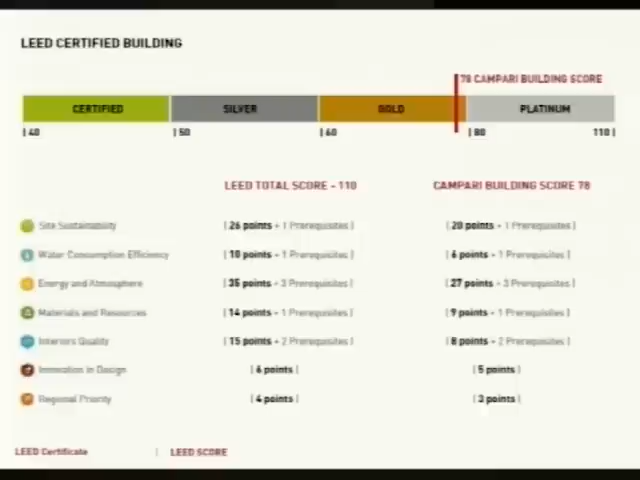 LEED CERTIFIED BUILDING
78 CAMPARI BUILDING SCORE
CERTIFIED SILVER GOLD PLATINUM
| 40 | 50 | 60 | 80 110 |
LEED TOTAL SCORE - 110 CAMPARI BUILDING SCORE 78
Site Sustainability | 26 points + 1 Prerequisites | | 20 points + 1 Prerequisites |
Water Consumption Efficiency | 10 points + 1 Prerequisites | | 6 points + 1 Prerequisites |
Energy and Atmosphere | 35 points + 3 Prerequisites | | 27 points + 3 Prerequisites |
Materials and Resources | 14 points + 1 Prerequisites | | 9 points + 1 Prerequisites |
Interiors Quality | 15 points + 2 Prerequisites | | 8 points + 2 Prerequisites |
Innovation in Design | 6 points | | 5 points |
Regional Priority | 4 points | | 3 points |
LEED Certificate | LEED SCORE